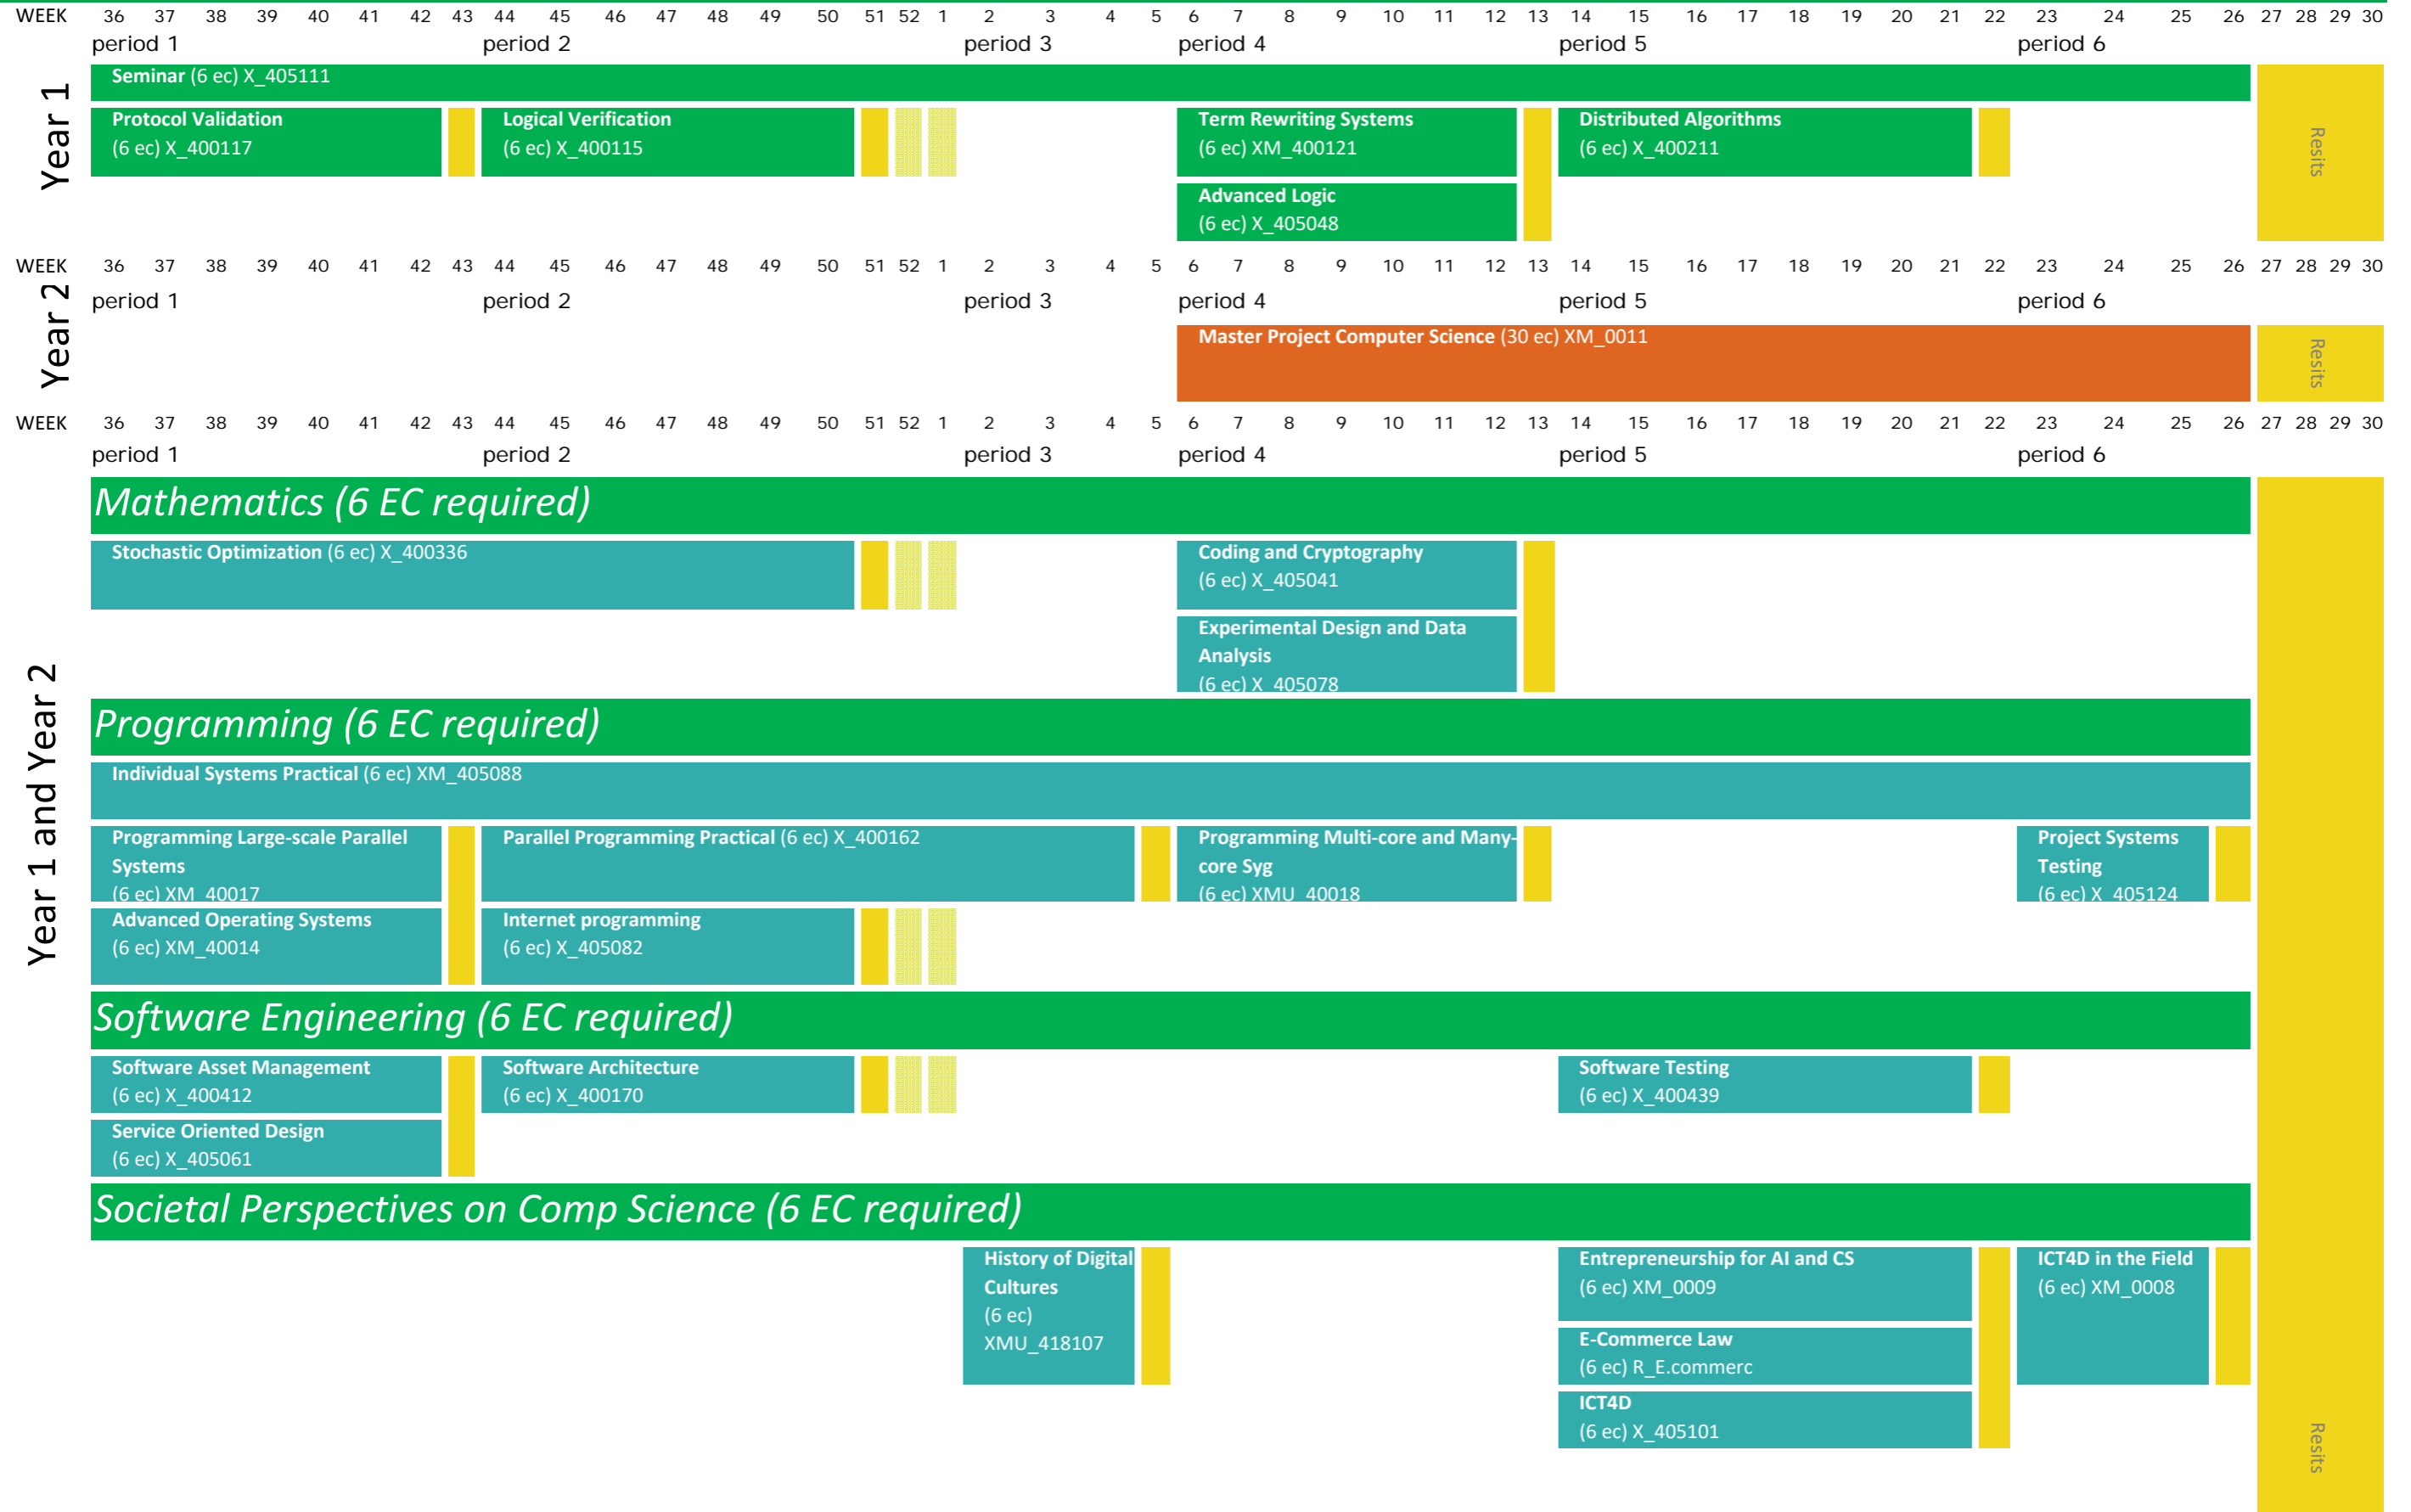 WEEK 36 37 38 39 40 41 42 43 44 45 46 47 48 49 50 51 52 1 2 3 4 5 6 7 8 9 10 11 12 13 14 15 16 17 18 19 20 21 22 23 24 25 26 27 28 29 30
period 1 period 2 period 3 period 4 period 5 period 6
Year 1
Seminar (6 ec) X_405111
Protocol Validation
(6 ec) X_400117
Logical Verification
(6 ec) X_400115
Term Rewriting Systems
(6 ec) XM_400121
Distributed Algorithms
(6 ec) X_400211
Advanced Logic
(6 ec) X_405048
Resits
WEEK 36 37 38 39 40 41 42 43 44 45 46 47 48 49 50 51 52 1 2 3 4 5 6 7 8 9 10 11 12 13 14 15 16 17 18 19 20 21 22 23 24 25 26 27 28 29 30
Year 2
period 1 period 2 period 3 period 4 period 5 period 6
Master Project Computer Science (30 ec) XM_0011
Resits
WEEK 36 37 38 39 40 41 42 43 44 45 46 47 48 49 50 51 52 1 2 3 4 5 6 7 8 9 10 11 12 13 14 15 16 17 18 19 20 21 22 23 24 25 26 27 28 29 30
period 1 period 2 period 3 period 4 period 5 period 6
Year 1 and Year 2
Mathematics (6 EC required)
Stochastic Optimization (6 ec) X_400336
Coding and Cryptography
(6 ec) X_405041
Experimental Design and Data
Analysis
(6 ec) X_405078
Programming (6 EC required)
Individual Systems Practical (6 ec) XM_405088
Programming Large-scale Parallel
Systems
(6 ec) XM_40017
Parallel Programming Practical (6 ec) X_400162
Programming Multi-core and Many-
core Syg
(6 ec) XMU_40018
Project Systems
Testing
(6 ec) X_405124
Advanced Operating Systems
(6 ec) XM_40014
Internet programming
(6 ec) X_405082
Software Engineering (6 EC required)
Software Asset Management
(6 ec) X_400412
Software Architecture
(6 ec) X_400170
Software Testing
(6 ec) X_400439
Service Oriented Design
(6 ec) X_405061
Societal Perspectives on Comp Science (6 EC required)
History of Digital
Cultures
(6 ec)
XMU_418107
Entrepreneurship for AI and CS
(6 ec) XM_0009
ICT4D in the Field
(6 ec) XM_0008
E-Commerce Law
(6 ec) R_E.commerc
ICT4D
(6 ec) X_405101
Resits